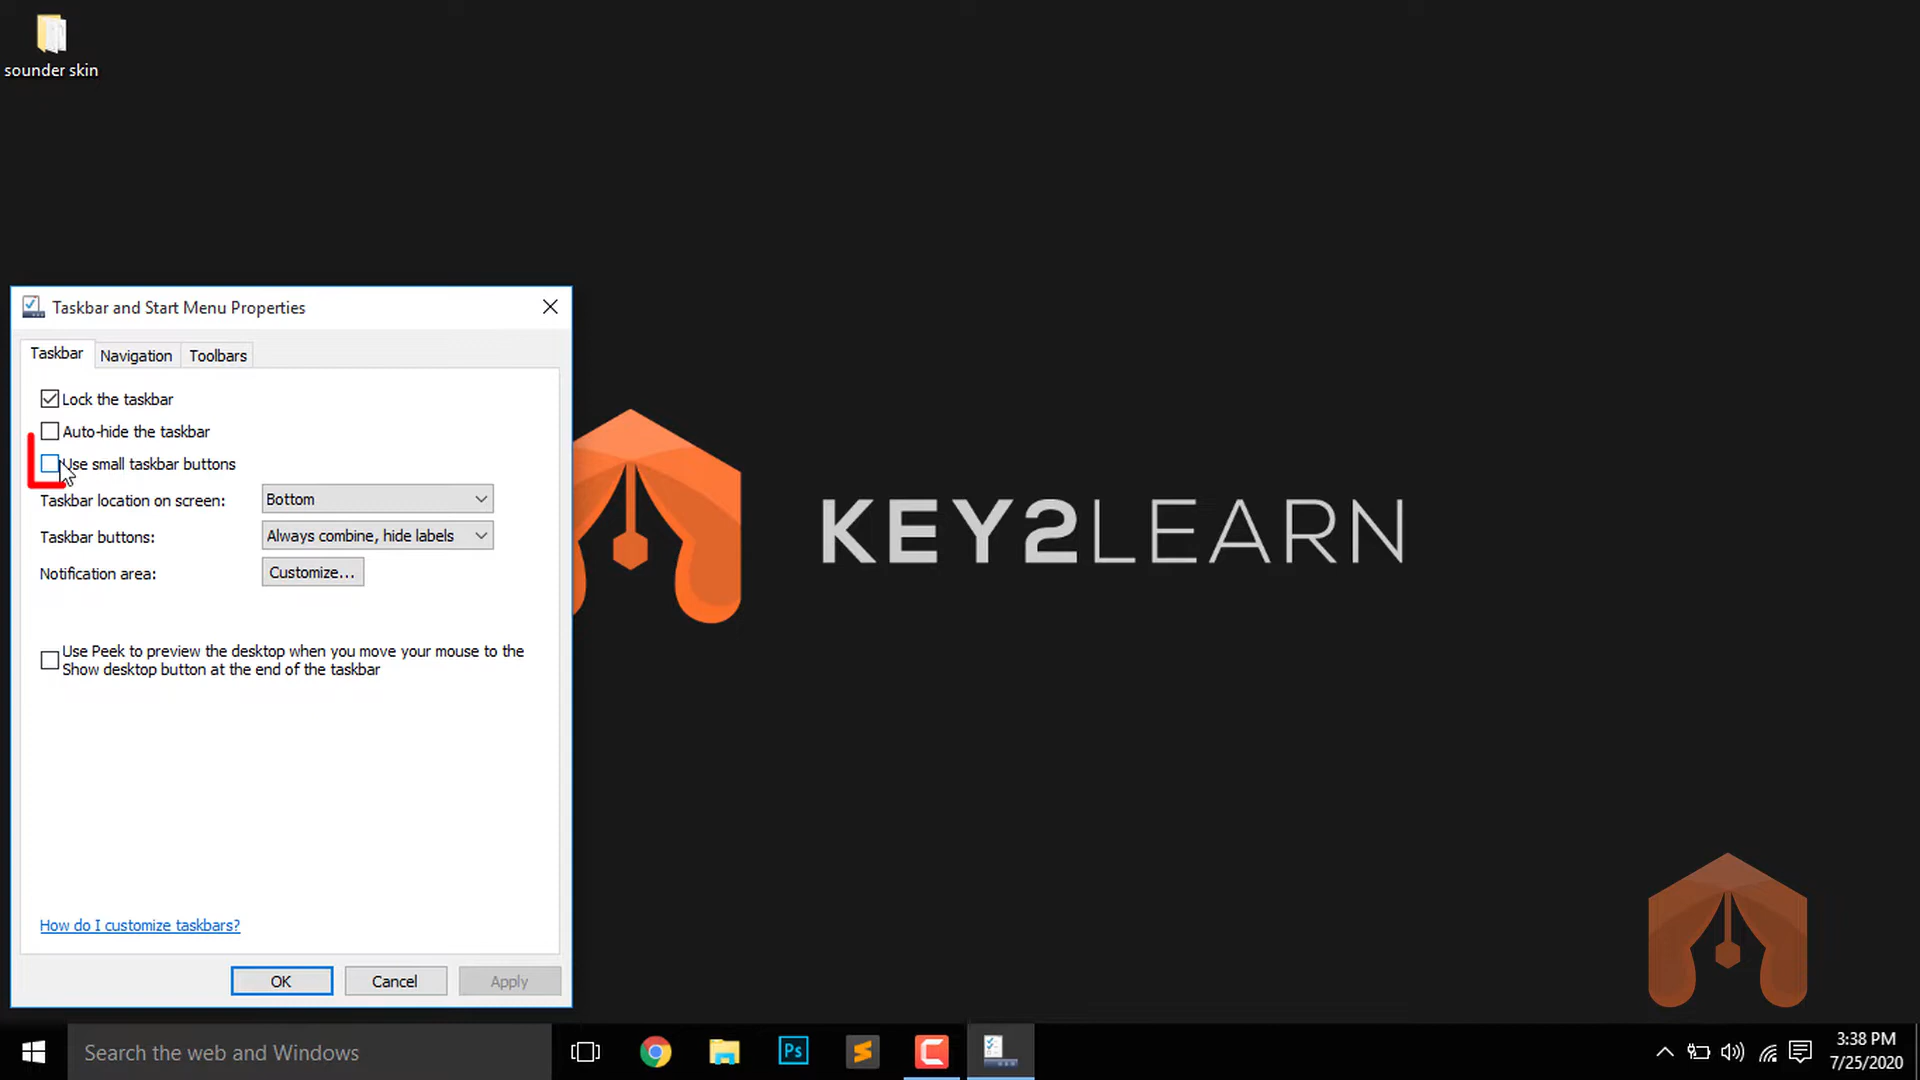 sounder skin
Taskbar and Start Menu Properties
Taskbar
Navigation
Toolbars
Lock the taskbar
Auto-hide the taskbar
Use small taskbar buttons
Taskbar location on screen:
Bottom
Taskbar buttons:
Always combine, hide labels
Notification area:
Customize...
Use Peek to preview the desktop when you move your mouse to the
Show desktop button at the end of the taskbar
How do I customize taskbars?
OK
Cancel
Apply
KEY2LEARN
Search the web and Windows
Ps
3:38 PM
7/25/2020